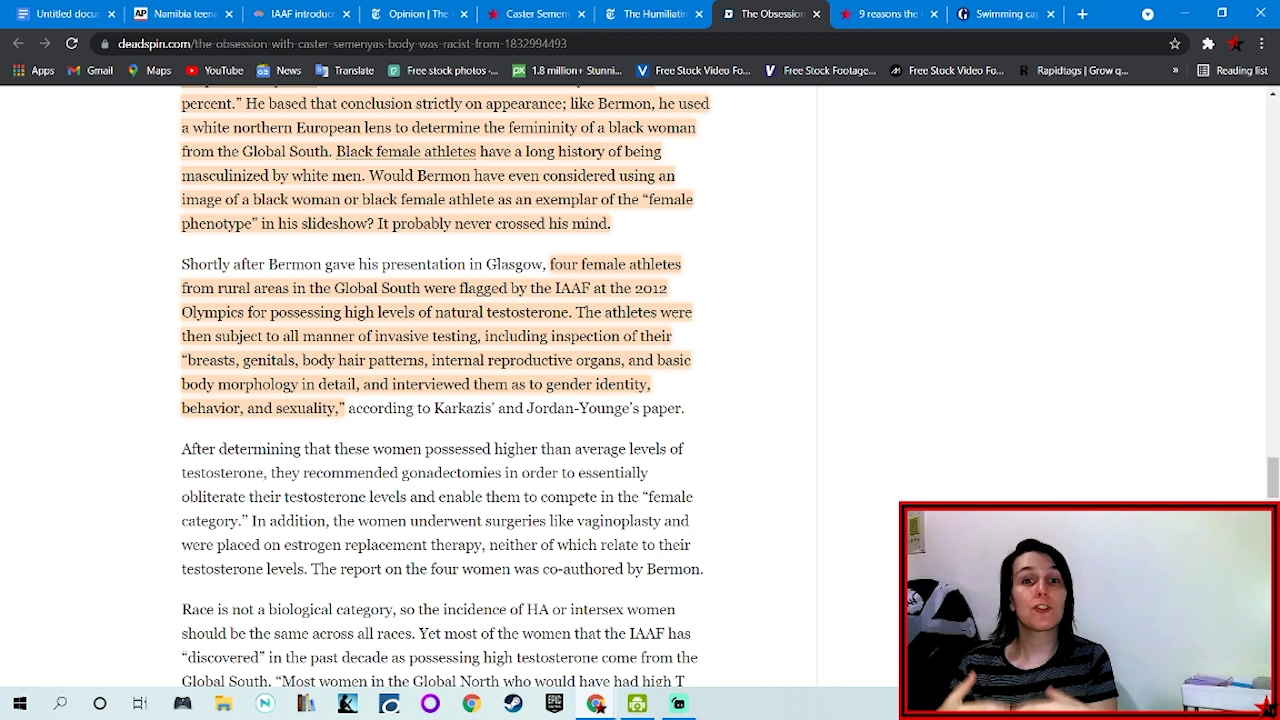 Untitled docu
Namibia teena
IAAF introduc
Opinion | The
Caster Semeny
The Humiliatin
The Obsession
9 reasons the
Swimming cap
deadspin.com/the-obsession-with-caster-semenyas-body-was-racist-from-1832994493
Apps
Gmail
Maps
YouTube
News
Translate
Free stock photos -...
1.8 million+ Stunni...
Free Stock Video Fo...
Free Stock Footage...
Free Stock Video Fo...
Rapidtags | Grow q...
»
Reading list
percent.” He based that conclusion strictly on appearance; like Bermon, he used
a white northern European lens to determine the femininity of a black woman
from the Global South. Black female athletes have a long history of being
masculinized by white men. Would Bermon have even considered using an
image of a black woman or black female athlete as an exemplar of the “female
phenotype” in his slideshow? It probably never crossed his mind.
Shortly after Bermon gave his presentation in Glasgow, four female athletes
from rural areas in the Global South were flagged by the IAAF at the 2012
Olympics for possessing high levels of natural testosterone. The athletes were
then subject to all manner of invasive testing, including inspection of their
“breasts, genitals, body hair patterns, internal reproductive organs, and basic
body morphology in detail, and interviewed them as to gender identity,
behavior, and sexuality,” according to Karkazis’ and Jordan-Younge’s paper.
After determining that these women possessed higher than average levels of
testosterone, they recommended gonadectomies in order to essentially
obliterate their testosterone levels and enable them to compete in the “female
category.” In addition, the women underwent surgeries like vaginoplasty and
were placed on estrogen replacement therapy, neither of which relate to their
testosterone levels. The report on the four women was co-authored by Bermon.
Race is not a biological category, so the incidence of HA or intersex women
should be the same across all races. Yet most of the women that the IAAF has
“discovered” in the past decade as possessing high testosterone come from the
Global South. “Most women in the Global North who would have had high T